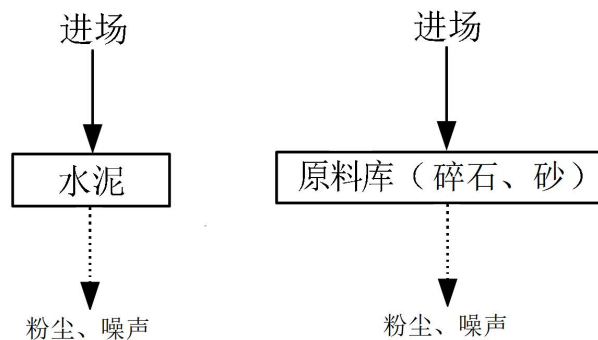 进场
进场
水泥
原料库（碎石、砂）
粉尘、噪声
粉尘、噪声